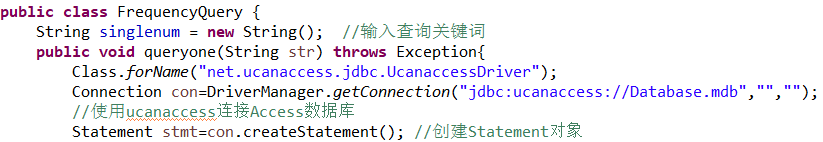 public class FrequencyQuery {
String singlenum = new String();  //输入查询关键词
public void queryone(String str) throws Exception{
Class.forName("net.ucanaccess.jdbc.UcanaccessDriver");
Connection con=DriverManager.getConnection("jdbc:ucanaccess://Database.mdb","","");
//使用ucanaccess连接Access数据库
Statement stmt=con.createStatement(); //创建Statement对象